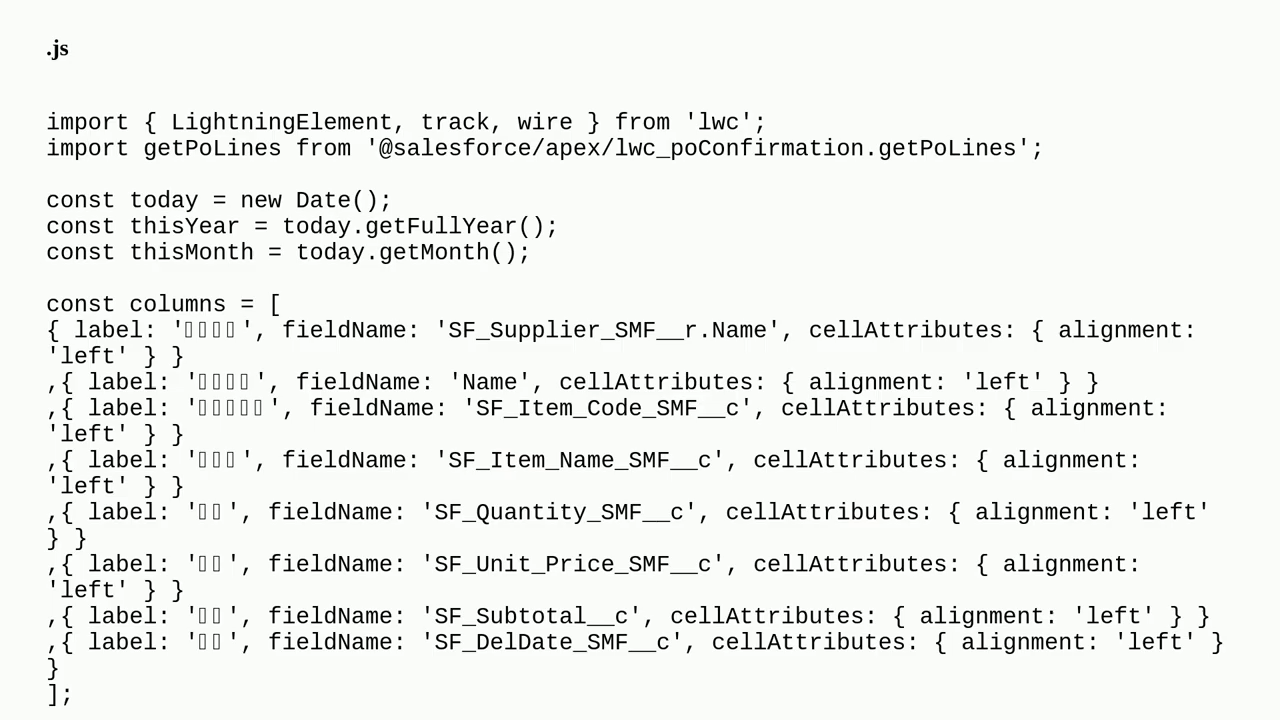 .js
import { LightningElement, track, wire } from 'lwc';
import getPoLines from '@salesforce/apex/lwc_poConfirmation.getPoLines';
const today = new Date();
const thisYear = today.getFullYear();
const thisMonth = today.getMonth();
const columns = [
{ label: '', fieldName: 'SF_Supplier_SMF__r.Name', cellAttributes: { alignment:
'left' } }
,{ label: '', fieldName: 'Name', cellAttributes: { alignment: 'left' } }
,{ label: '', fieldName: 'SF_Item_Code_SMF__c', cellAttributes: { alignment:
'left' } }
,{ label: '', fieldName: 'SF_Item_Name_SMF__c', cellAttributes: { alignment:
'left' } }
,{ label: '', fieldName: 'SF_Quantity_SMF__c', cellAttributes: { alignment: 'left'
} }
,{ label: '', fieldName: 'SF_Unit_Price_SMF__c', cellAttributes: { alignment:
'left' } }
,{ label: '', fieldName: 'SF_Subtotal__c', cellAttributes: { alignment: 'left' } }
,{ label: '', fieldName: 'SF_DelDate_SMF__c', cellAttributes: { alignment: 'left' }
}
];